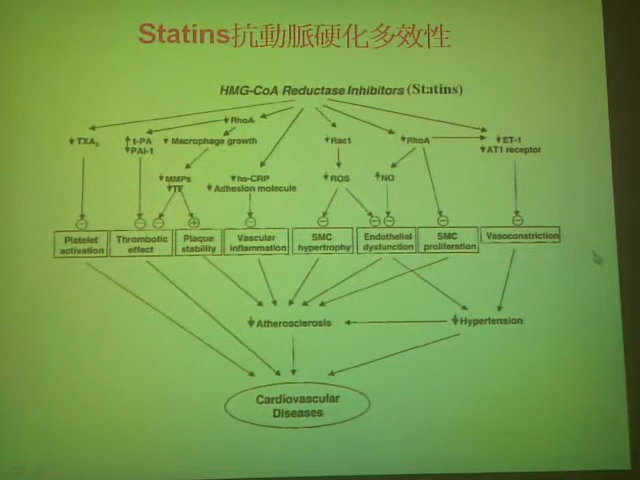 Statins抗動脈硬化多效性
HMG-CoA Reductase Inhibitors (Statins)
↓RhoA
↓TXA₂
↑t-PA
↓PAI-1
↓Macrophage growth
↓Rac1
↓RhoA
↓ET-1
↓AT1 receptor
↓MMPs
↓TF
↓hs-CRP
↓Adhesion molecule
↓ROS
↑NO
Platelet
activation
Thrombotic
effect
Plaque
stability
Vascular
inflammation
SMC
hypertrophy
Endothelial
dysfunction
SMC
proliferation
Vasoconstriction
↓Atherosclerosis
↓Hypertension
Cardiovascular
Diseases